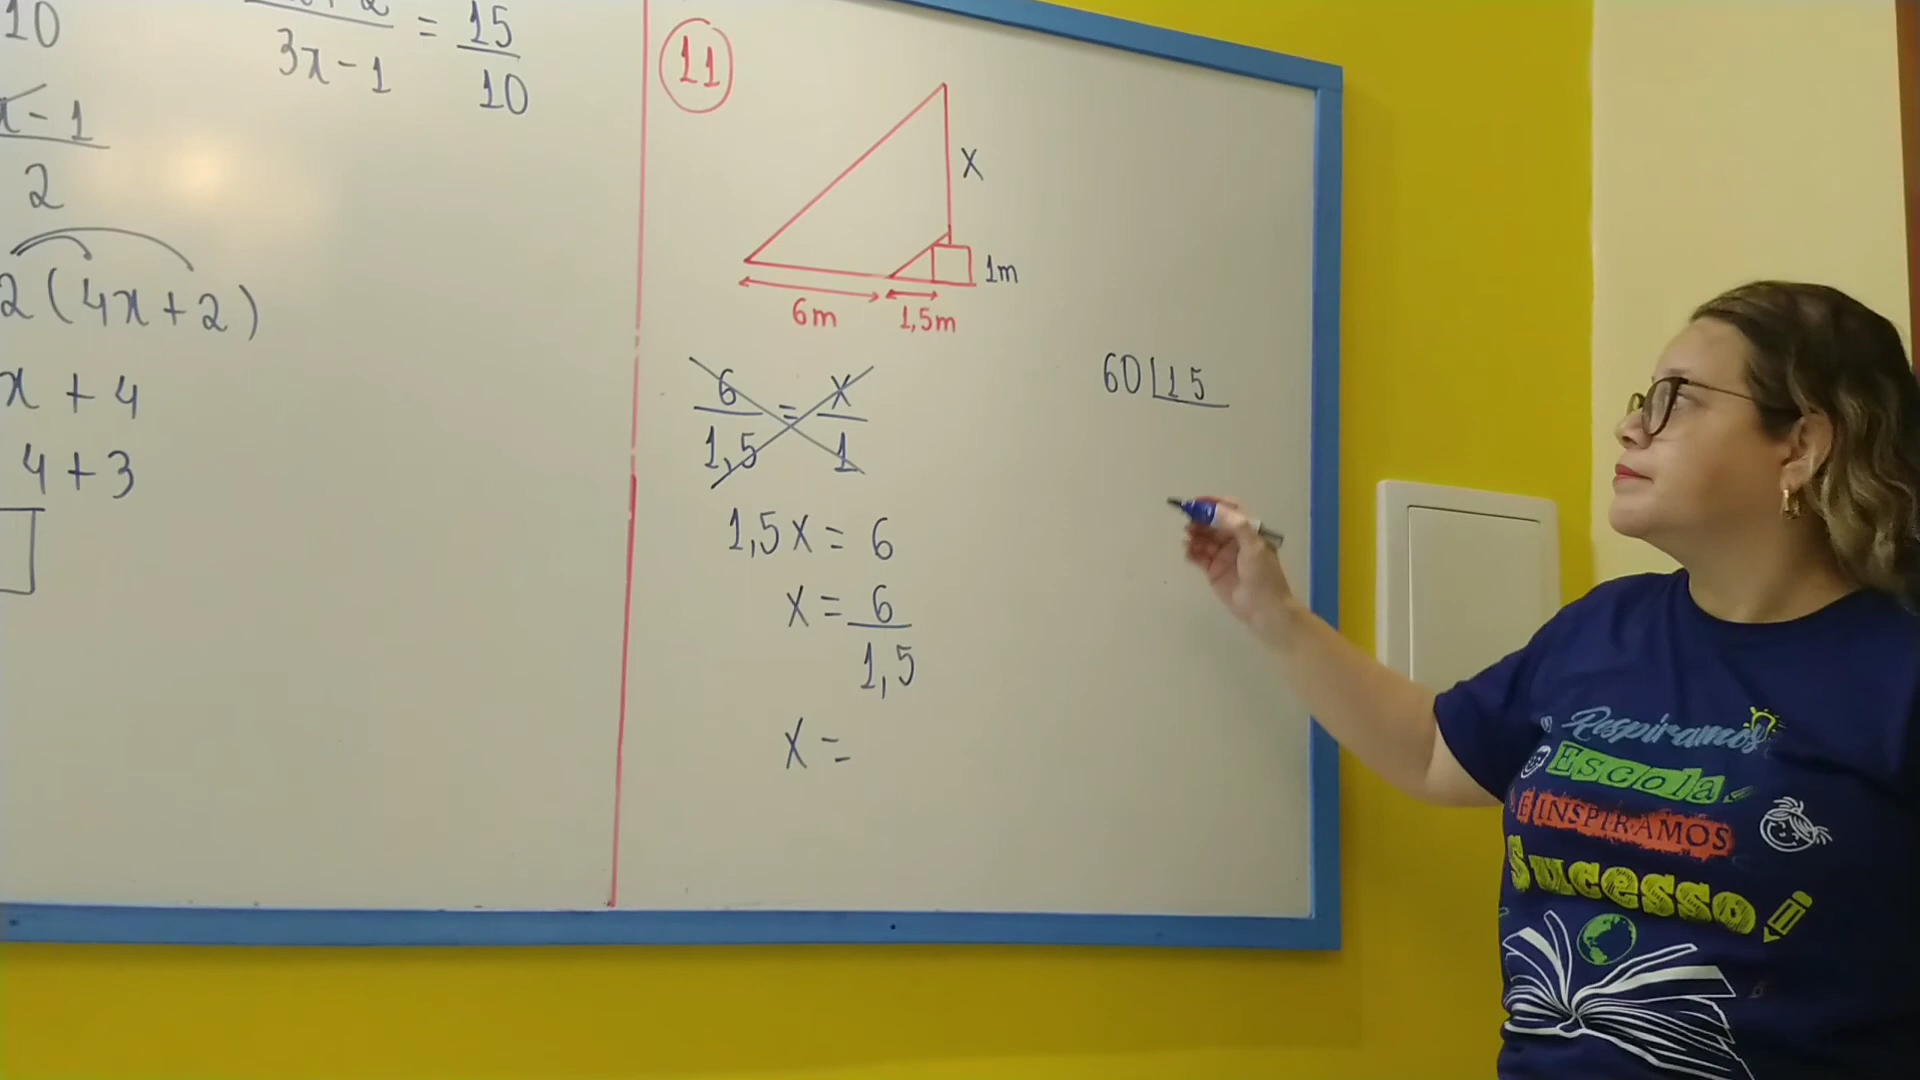 10
3x-1 = 15
10
x-1
2
2(4x+2)
x + 4
4 + 3
11
X
1m
6m
1,5m
6 = X
1,5 1
60 15
1,5x = 6
x = 6
1,5
x =
Respiramos
Escola
E INSPIRAMOS
Sucesso!